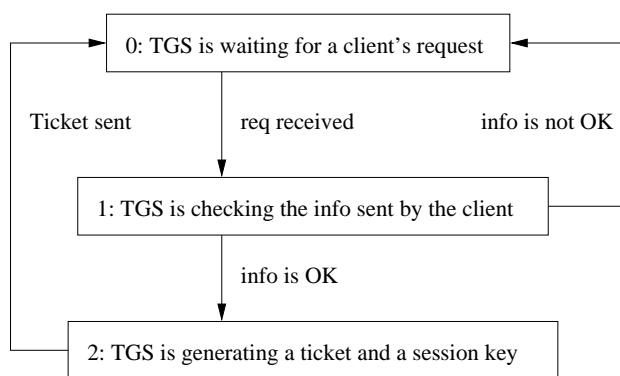 0: TGS is waiting for a client's request
Ticket sent
req received
info is not OK
1: TGS is checking the info sent by the client
info is OK
2: TGS is generating a ticket and a session key